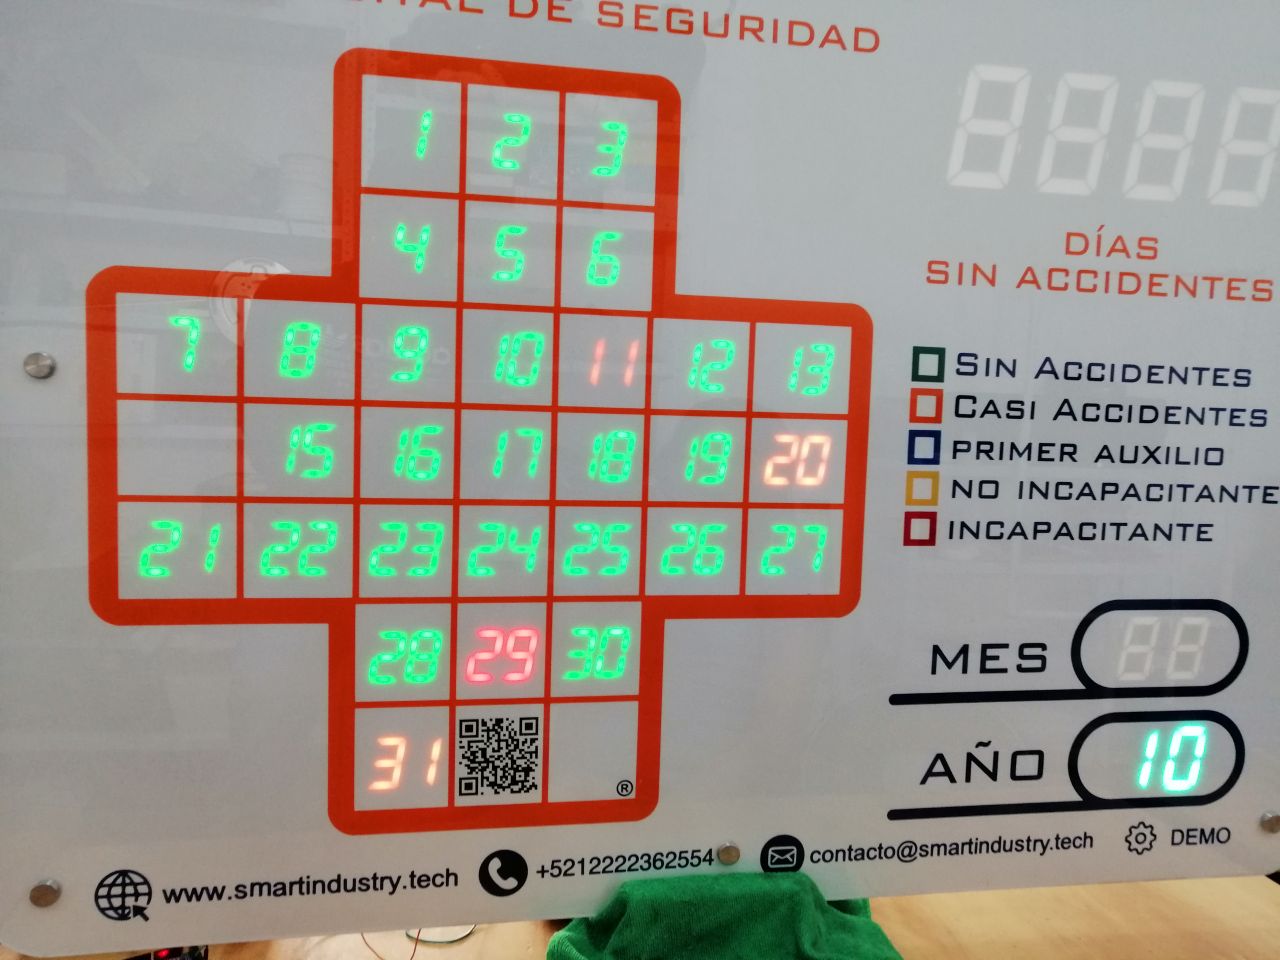 DE SEGURIDAD
1 2 3
4 5 6
7 8 9 10 11 12 13
15 16 17 18 19 20
21 22 23 24 25 26 27
28 29 30
31
®
DÍAS
SIN ACCIDENTES
SIN ACCIDENTES
CASI ACCIDENTES
PRIMER AUXILIO
NO INCAPACITANTE
INCAPACITANTE
MES
AÑO 10
www.smartindustry.tech
+5212222362554
contacto@smartindustry.tech
DEMO